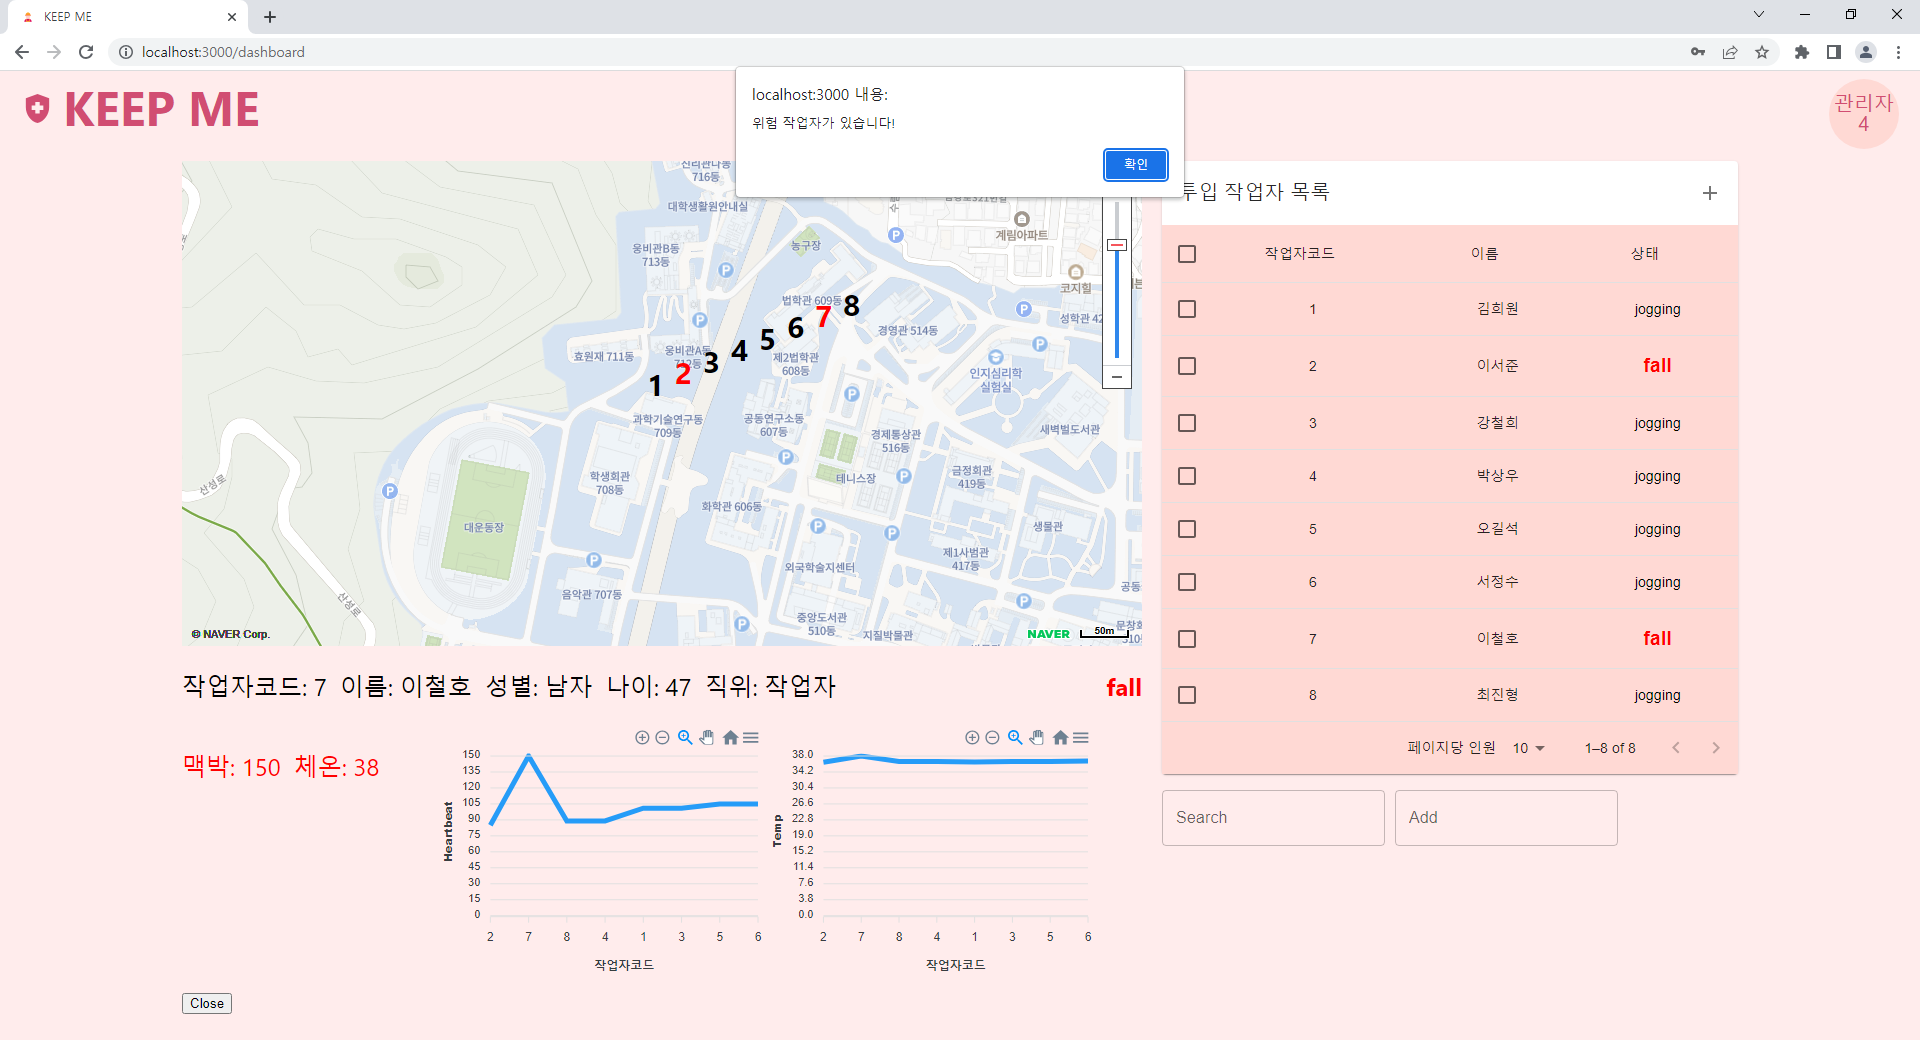 KEEP ME
localhost:3000/dashboard
localhost:3000 내용:
위험 작업자가 있습니다!
확인
KEEP ME
관리자
4
716동
대학생활원안내실
웅비관B동
713동
농구장
계림아파트
코지힐
법학관 609동
경영관 514동
성학관 42
효원재 711동
웅비관A동
712동
제2법학관
608동
인지심리학
실험실
1
2
3
4
5
6
7
8
과학기술연구동
709동
공동연구소동
607동
경제통상관
516동
새벽벌도서관
학생회관
708동
테니스장
금정회관
419동
산성로
화학관 606동
대운동장
생물관
제1사범관
417동
외국학술지센터
음악관 707동
산성로
공동
중앙도서관
510동
지질박물관
문창회
310동
© NAVER Corp.
NAVER
50m
투입 작업자 목록
작업자코드 이름 상태
1 김희원 jogging
2 이서준 fall
3 강철희 jogging
4 박상우 jogging
5 오길석 jogging
6 서정수 jogging
7 이철호 fall
8 최진형 jogging
페이지당 인원 10 1–8 of 8
Search
Add
작업자코드: 7 이름: 이철호 성별: 남자 나이: 47 직위: 작업자 fall
맥박: 150 체온: 38
Heartbeat
150
135
120
105
90
75
60
45
30
15
0
2 7 8 4 1 3 5 6
작업자코드
Temp
38.0
34.2
30.4
26.6
22.8
19.0
15.2
11.4
7.6
3.8
0.0
2 7 8 4 1 3 5 6
작업자코드
Close